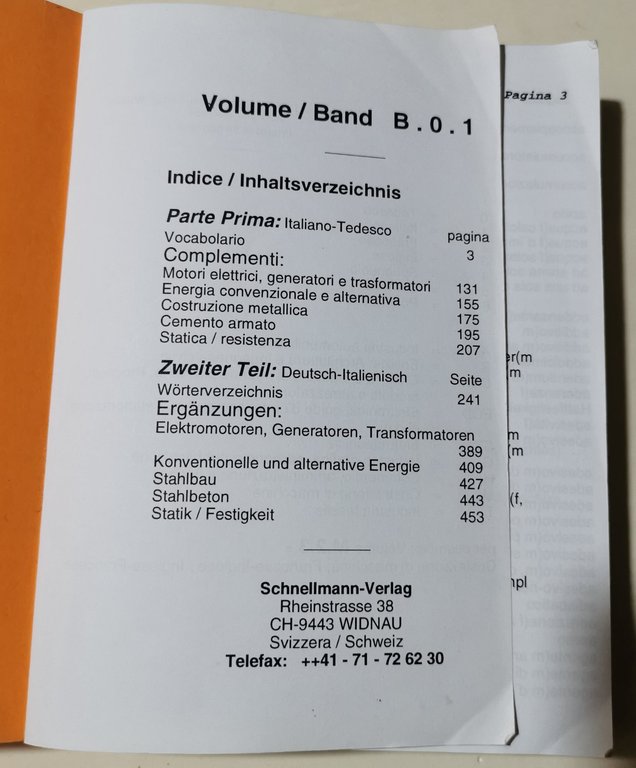 Volume / Band B . 0 . 1
Indice / Inhaltsverzeichnis
Parte Prima: Italiano-Tedesco pagina
Vocabolario 3
Complementi:
Motori elettrici, generatori e trasformatori 131
Energia convenzionale e alternativa 155
Costruzione metallica 175
Cemento armato 195
Statica / resistenza 207
Zweiter Teil: Deutsch-Italienisch Seite
Wörterverzeichnis 241
Ergänzungen:
Elektromotoren, Generatoren, Transformatoren
389
Konventionelle und alternative Energie 409
Stahlbau 427
Stahlbeton 443
Statik / Festigkeit 453
Schnellmann-Verlag
Rheinstrasse 38
CH-9443 WIDNAU
Svizzera / Schweiz
Telefax: ++41 - 71 - 72 62 30
Pagina 3